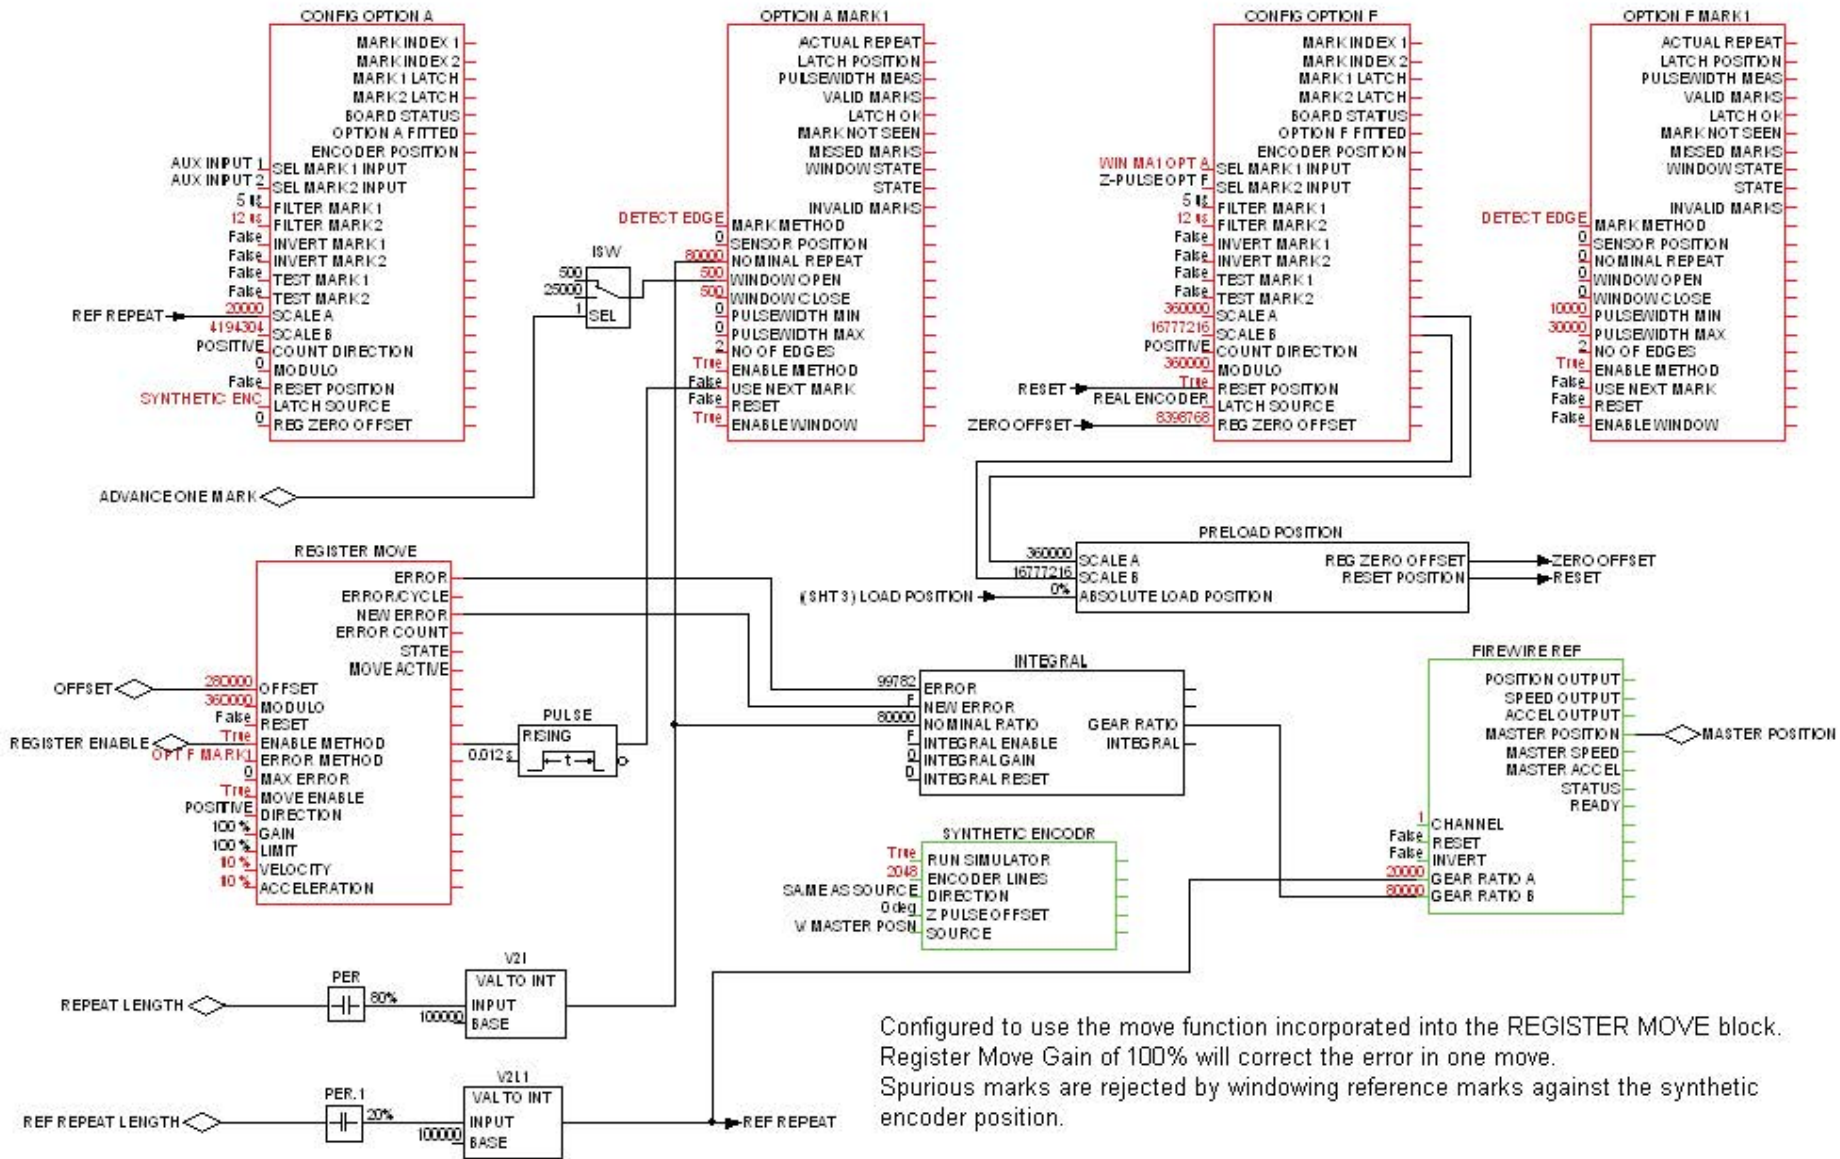 CONFIG OPTION A
MARK INDEX 1
MARK INDEX 2
MARK1 LATCH
MARK2 LATCH
BOARD STATUS
OPTION A FITTED
ENCODER POSITION
AUX INPUT 1 SEL MARK1 INPUT
AUX INPUT 2 SEL MARK2 INPUT
5 us FILTER MARK1
12 us FILTER MARK2
False INVERT MARK1
False INVERT MARK2
False TEST MARK1
False TEST MARK2
REF REPEAT 20000 SCALE A
4194304 SCALE B
POSITIVE COUNT DIRECTION
0 MODULO
False RESET POSITION
SYNTHETIC ENC LATCH SOURCE
0 REG ZERO OFFSET
OPTION A MARK1
ACTUAL REPEAT
LATCH POSITION
PULSEWIDTH MEAS
VALID MARKS
LATCH OK
MARK NOT SEEN
MISSED MARKS
WINDOW STATE
STATE
INVALID MARKS
DETECT EDGE MARK METHOD
0 SENSOR POSITION
80000 NOMINAL REPEAT
500 WINDOW OPEN
500 WINDOW CLOSE
0 PULSEWIDTH MIN
0 PULSEWIDTH MAX
2 NO OF EDGES
True ENABLE METHOD
False USE NEXT MARK
False RESET
True ENABLE WINDOW
ISW
500
25000
1 SEL
ADVANCE ONE MARK
CONFIG OPTION F
MARK INDEX 1
MARK INDEX 2
MARK1 LATCH
MARK2 LATCH
BOARD STATUS
OPTION F FITTED
ENCODER POSITION
WIN MA1 OPT A SEL MARK1 INPUT
Z-PULSE OPT F SEL MARK2 INPUT
5 us FILTER MARK1
12 us FILTER MARK2
False INVERT MARK1
False INVERT MARK2
False TEST MARK1
False TEST MARK2
360000 SCALE A
16777216 SCALE B
POSITIVE COUNT DIRECTION
360000 MODULO
RESET True RESET POSITION
REAL ENCODER LATCH SOURCE
ZERO OFFSET 8398768 REG ZERO OFFSET
OPTION F MARK1
ACTUAL REPEAT
LATCH POSITION
PULSEWIDTH MEAS
VALID MARKS
LATCH OK
MARK NOT SEEN
MISSED MARKS
WINDOW STATE
STATE
INVALID MARKS
DETECT EDGE MARK METHOD
0 SENSOR POSITION
0 NOMINAL REPEAT
0 WINDOW OPEN
0 WINDOW CLOSE
10000 PULSEWIDTH MIN
30000 PULSEWIDTH MAX
2 NO OF EDGES
True ENABLE METHOD
False USE NEXT MARK
False RESET
False ENABLE WINDOW
PRELOAD POSITION
360000 SCALE A REG ZERO OFFSET ZERO OFFSET
16777216 SCALE B RESET POSITION RESET
(SHT 3) LOAD POSITION 0% ABSOLUTE LOAD POSITION
REGISTER MOVE
ERROR
ERROR/CYCLE
NEW ERROR
ERROR COUNT
STATE
MOVE ACTIVE
OFFSET 280000 OFFSET
360000 MODULO
False RESET
REGISTER ENABLE True ENABLE METHOD
OPT F MARK1 ERROR METHOD
0 MAX ERROR
True MOVE ENABLE
POSITIVE DIRECTION
100 % GAIN
100 % LIMIT
10 % VELOCITY
10 % ACCELERATION
PULSE
RISING
0.012 s t
INTEGRAL
99782 ERROR
F NEW ERROR
80000 NOMINAL RATIO GEAR RATIO
F INTEGRAL ENABLE INTEGRAL
0 INTEGRAL GAIN
0 INTEGRAL RESET
SYNTHETIC ENCODR
True RUN SIMULATOR
2048 ENCODER LINES
SAME AS SOURCE DIRECTION
0 deg Z PULSE OFFSET
V MASTER POSN SOURCE
FIREWIRE REF
POSITION OUTPUT
SPEED OUTPUT
ACCEL OUTPUT
MASTER POSITION MASTER POSITION
MASTER SPEED
MASTER ACCEL
STATUS
READY
1 CHANNEL
False RESET
False INVERT
20000 GEAR RATIO A
80000 GEAR RATIO B
V2I
PER VAL TO INT
REPEAT LENGTH 80% INPUT
100000 BASE
V2I.1
PER.1 VAL TO INT
REF REPEAT LENGTH 20% INPUT REF REPEAT
100000 BASE
Configured to use the move function incorporated into the REGISTER MOVE block.
Register Move Gain of 100% will correct the error in one move.
Spurious marks are rejected by windowing reference marks against the synthetic
encoder position.